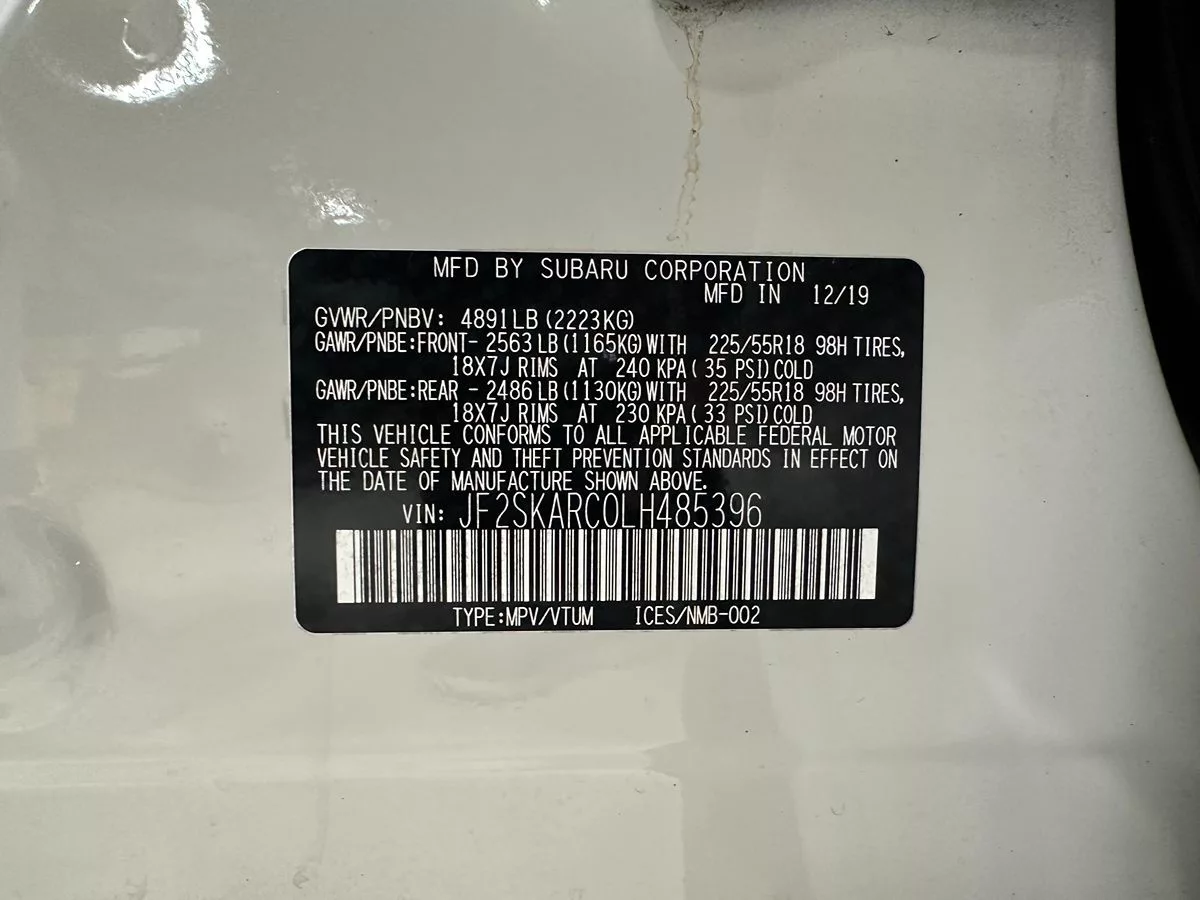 MFD BY SUBARU CORPORATION
MFD IN 12/19
GVWR/PNBV: 4891LB(2223KG)
GAWR/PNBE:FRONT- 2563LB(1165KG)WITH 225/55R18 98H TIRES,
18X7J RIMS AT 240 KPA( 35 PSI)COLD
GAWR/PNBE:REAR - 2486LB(1130KG)WITH 225/55R18 98H TIRES,
18X7J RIMS AT 230 KPA( 33 PSI)COLD
THIS VEHICLE CONFORMS TO ALL APPLICABLE FEDERAL MOTOR
VEHICLE SAFETY AND THEFT PREVENTION STANDARDS IN EFFECT ON
THE DATE OF MANUFACTURE SHOWN ABOVE.
VIN: JF2SKARC0LH485396
TYPE:MPV/VTUM ICES/NMB-002